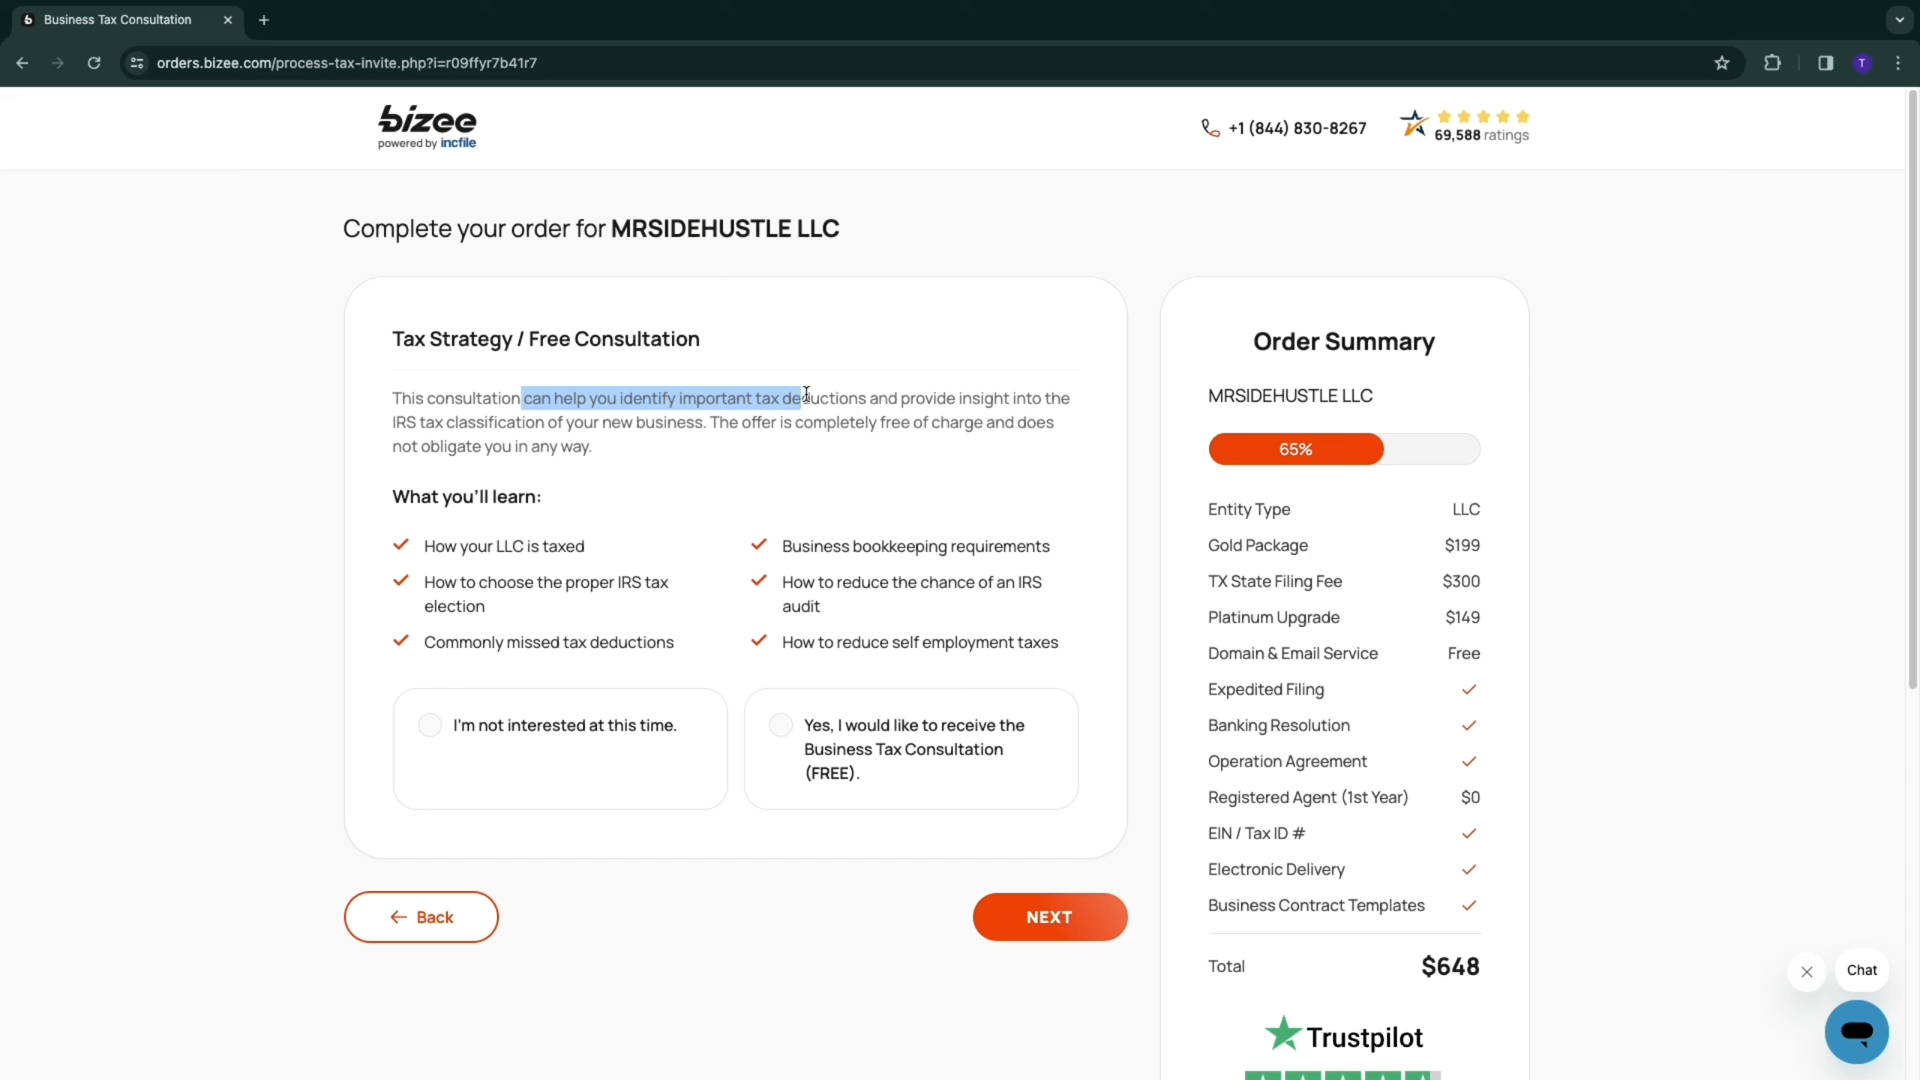 Business Tax Consultation
orders.bizee.com/process-tax-invite.php?i=r09ffyr7b41r7
T
bizee
powered by incfile
+1 (844) 830-8267
69,588 ratings
Complete your order for MRSIDEHUSTLE LLC
Tax Strategy / Free Consultation
This consultation can help you identify important tax deductions and provide insight into the
IRS tax classification of your new business. The offer is completely free of charge and does
not obligate you in any way.
What you'll learn:
How your LLC is taxed
How to choose the proper IRS tax
election
Commonly missed tax deductions
Business bookkeeping requirements
How to reduce the chance of an IRS
audit
How to reduce self employment taxes
I'm not interested at this time.
Yes, I would like to receive the
Business Tax Consultation
(FREE).
← Back
NEXT
Order Summary
MRSIDEHUSTLE LLC
65%
Entity Type LLC
Gold Package $199
TX State Filing Fee $300
Platinum Upgrade $149
Domain & Email Service Free
Expedited Filing
Banking Resolution
Operation Agreement
Registered Agent (1st Year) $0
EIN / Tax ID #
Electronic Delivery
Business Contract Templates
Total $648
Trustpilot
Chat